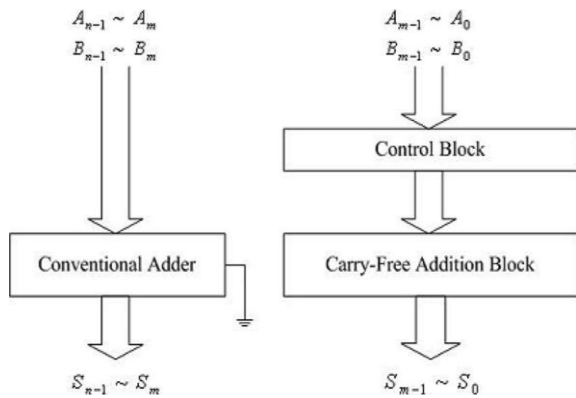 A_{n-1} ~ A_m
B_{n-1} ~ B_m
A_{m-1} ~ A_0
B_{m-1} ~ B_0
Control Block
Conventional Adder
Carry-Free Addition Block
S_{n-1} ~ S_m
S_{m-1} ~ S_0